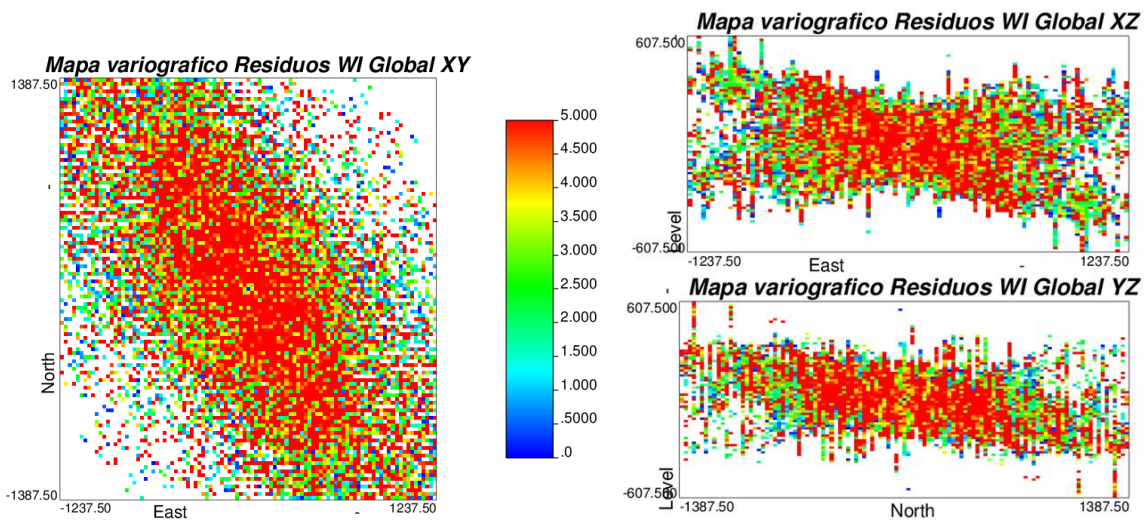 Mapa variografico Residuos WI Global XY
1387.50
North
-1387.50
-1237.50
East
1237.50
5.000
4.500
4.000
3.500
3.000
2.500
2.000
1.500
1.000
.5000
.0
Mapa variografico Residuos WI Global XZ
607.500
Level
-607.500
-1237.50
East
1237.50
Mapa variografico Residuos WI Global YZ
607.500
Level
-607.500
-1387.50
North
1387.50